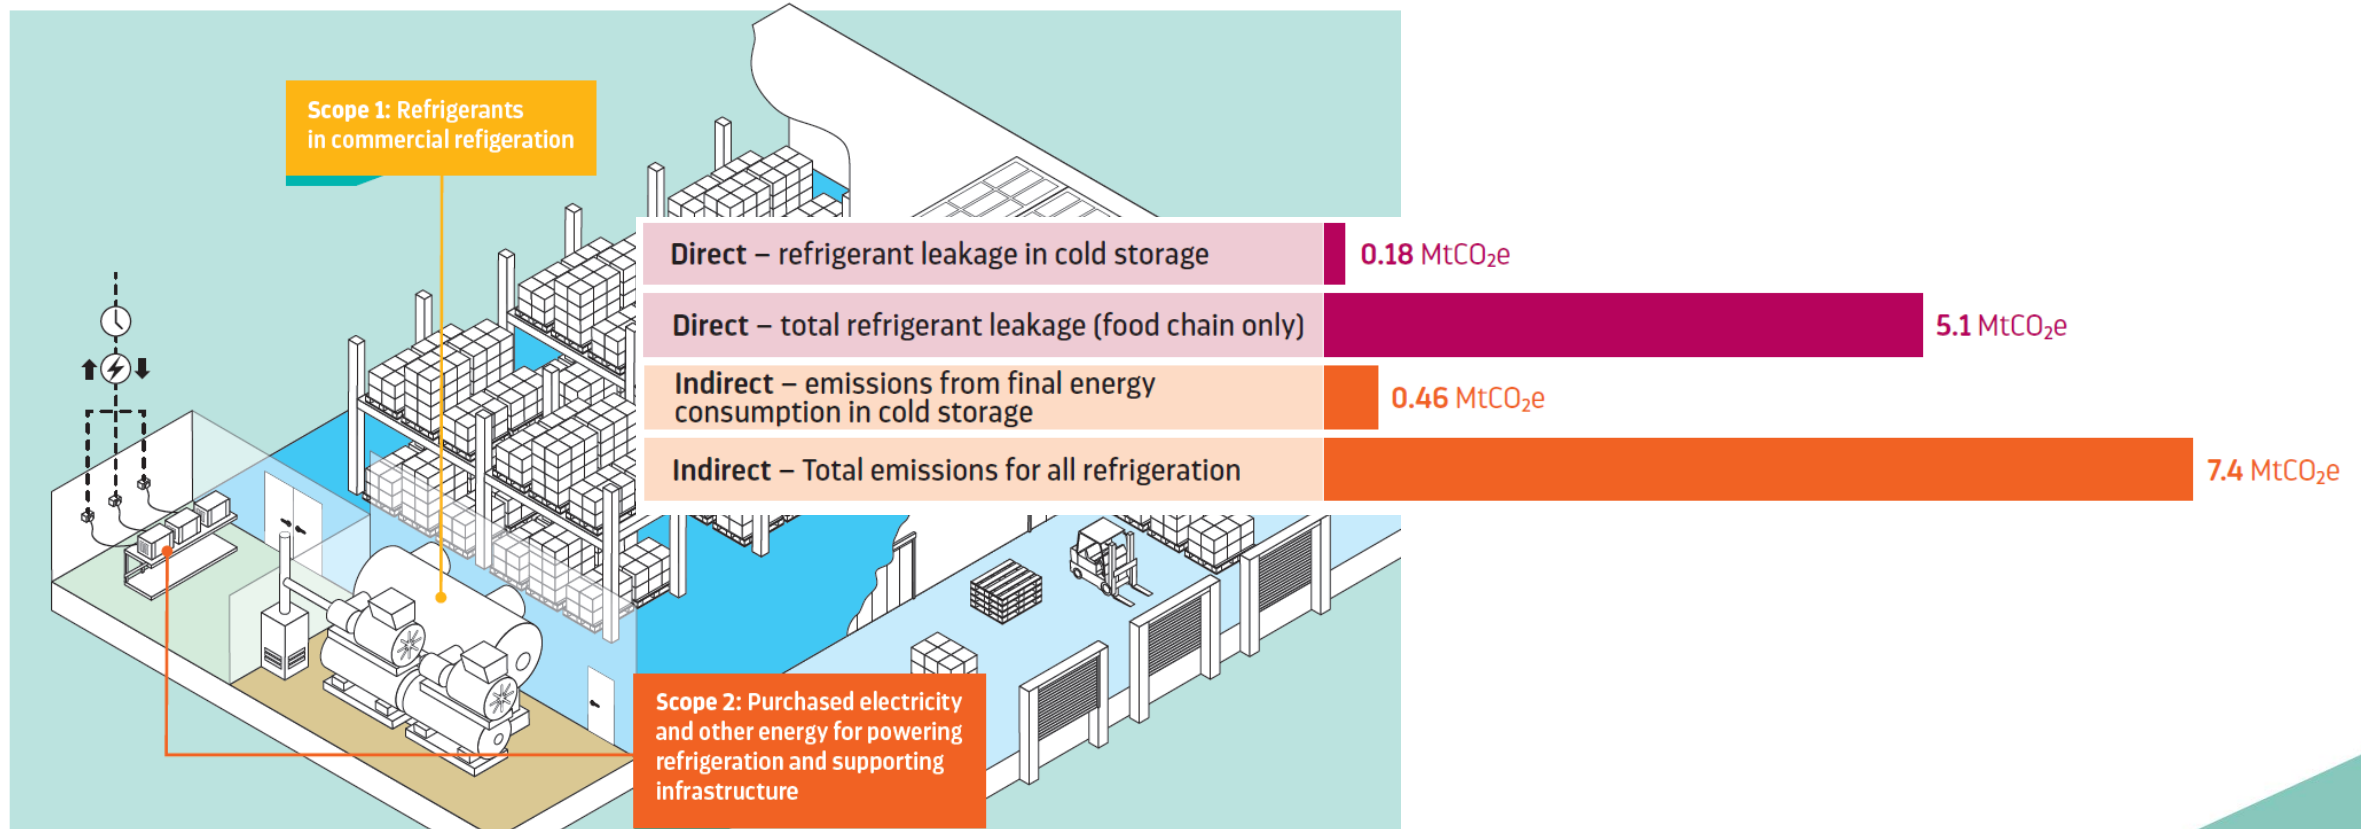 Scope 1: Refrigerants
in commercial refigeration
Direct – refrigerant leakage in cold storage
0.18 MtCO₂e
Direct – total refrigerant leakage (food chain only)
5.1 MtCO₂e
Indirect – emissions from final energy
consumption in cold storage
0.46 MtCO₂e
Indirect – Total emissions for all refrigeration
7.4 MtCO₂e
Scope 2: Purchased electricity
and other energy for powering
refrigeration and supporting
infrastructure